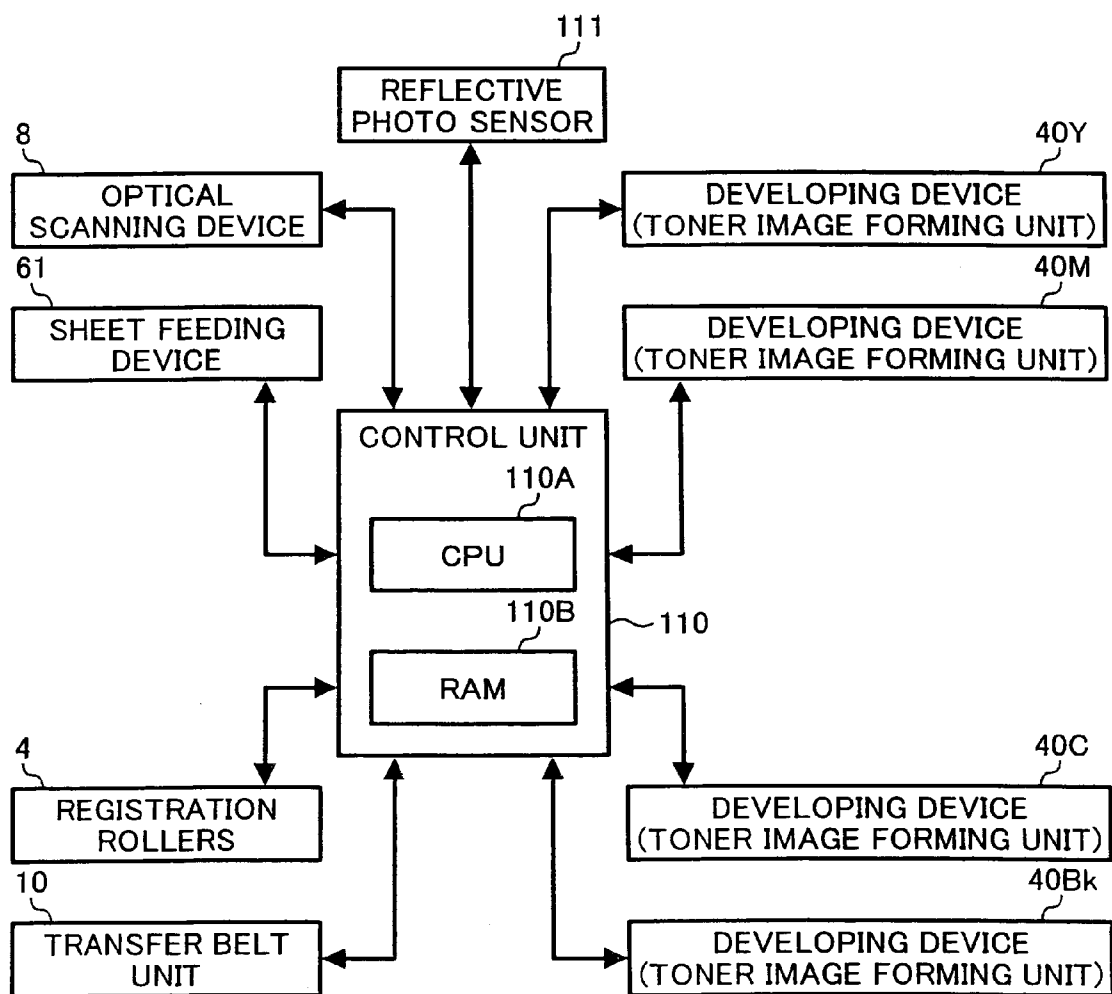 111
REFLECTIVE
PHOTO SENSOR
8
OPTICAL
SCANNING DEVICE
40Y
DEVELOPING DEVICE
(TONER IMAGE FORMING UNIT)
61
SHEET FEEDING
DEVICE
40M
DEVELOPING DEVICE
(TONER IMAGE FORMING UNIT)
CONTROL UNIT
110A
CPU
110B
RAM
110
4
REGISTRATION
ROLLERS
40C
DEVELOPING DEVICE
(TONER IMAGE FORMING UNIT)
10
TRANSFER BELT
UNIT
40Bk
DEVELOPING DEVICE
(TONER IMAGE FORMING UNIT)